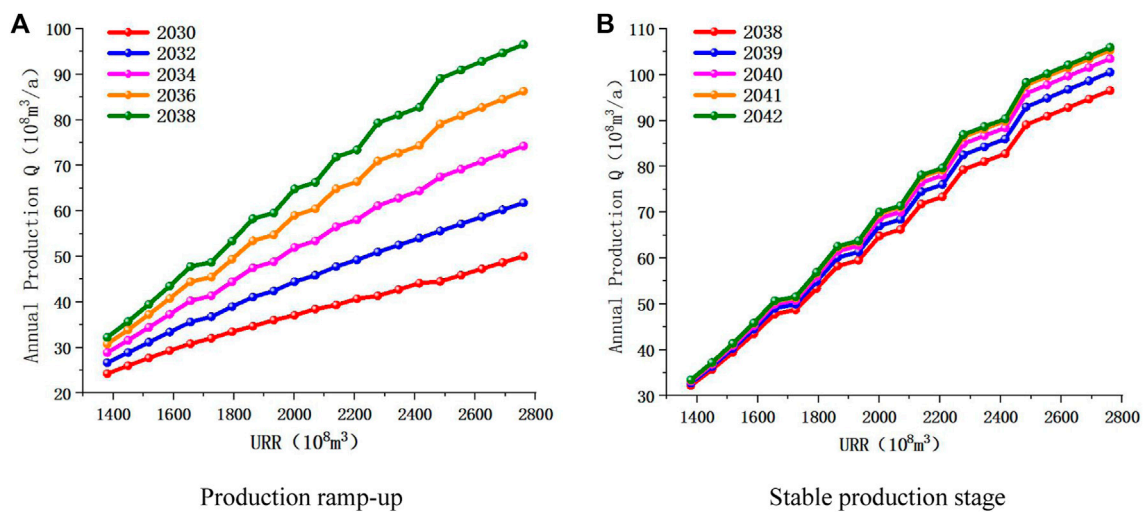 A
2030
2032
2034
2036
2038
100
90
80
70
60
50
40
30
20
Annual Production Q (10⁸m³/a)
1400 1600 1800 2000 2200 2400 2600 2800
URR (10⁸m³)
Production ramp-up
B
2038
2039
2040
2041
2042
110
100
90
80
70
60
50
40
30
Annual Production Q (10⁸m³/a)
1400 1600 1800 2000 2200 2400 2600 2800
URR (10⁸m³)
Stable production stage